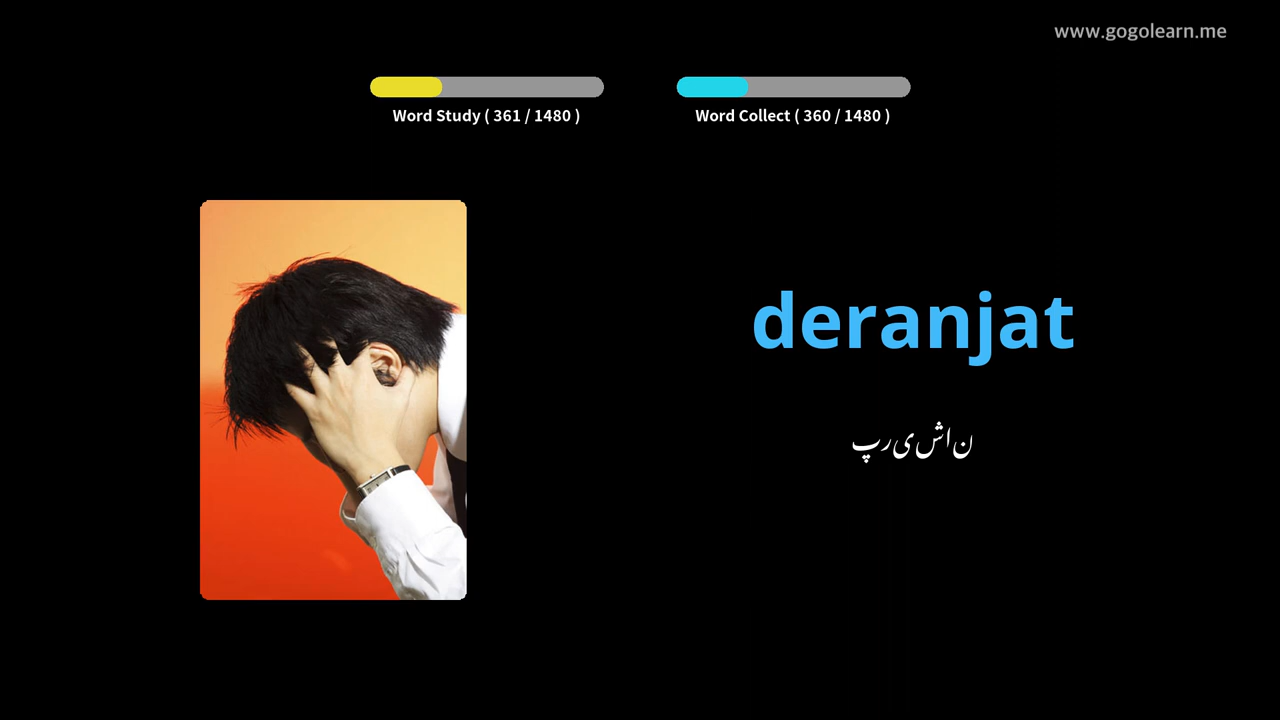 www.gogolearn.me
Word Study ( 361 / 1480 )
Word Collect ( 360 / 1480 )
deranjat
پریشان